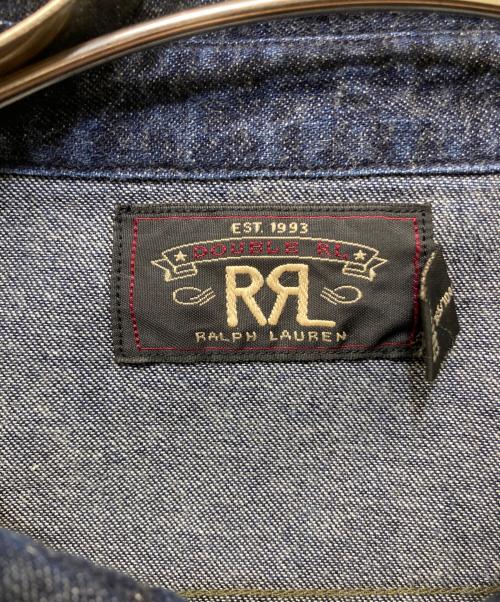 EST. 1993
DOUBLE RL
RRL
RALPH LAUREN